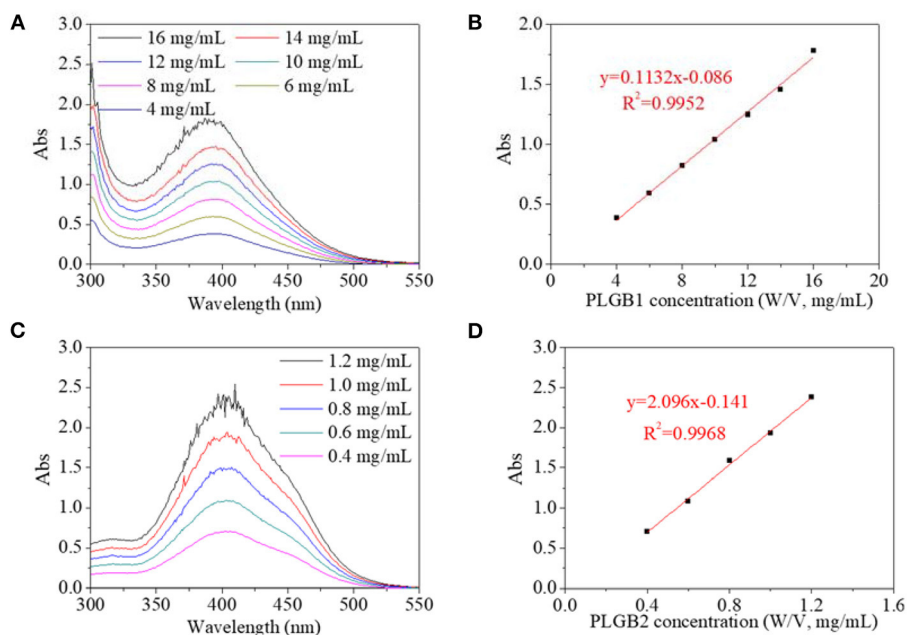 A
3.0
2.5
2.0
1.5
1.0
0.5
0.0
Abs
16 mg/mL 14 mg/mL
12 mg/mL 10 mg/mL
8 mg/mL 6 mg/mL
4 mg/mL
300 350 400 450 500 550
Wavelength (nm)
B
2.0
1.5
1.0
0.5
0.0
Abs
y=0.1132x-0.086
R²=0.9952
0 4 8 12 16 20
PLGB1 concentration (W/V, mg/mL)
C
3.0
2.5
2.0
1.5
1.0
0.5
0.0
Abs
1.2 mg/mL
1.0 mg/mL
0.8 mg/mL
0.6 mg/mL
0.4 mg/mL
300 350 400 450 500 550
Wavelength (nm)
D
3.0
2.5
2.0
1.5
1.0
0.5
0.0
Abs
y=2.096x-0.141
R²=0.9968
0.0 0.4 0.8 1.2 1.6
PLGB2 concentration (W/V, mg/mL)